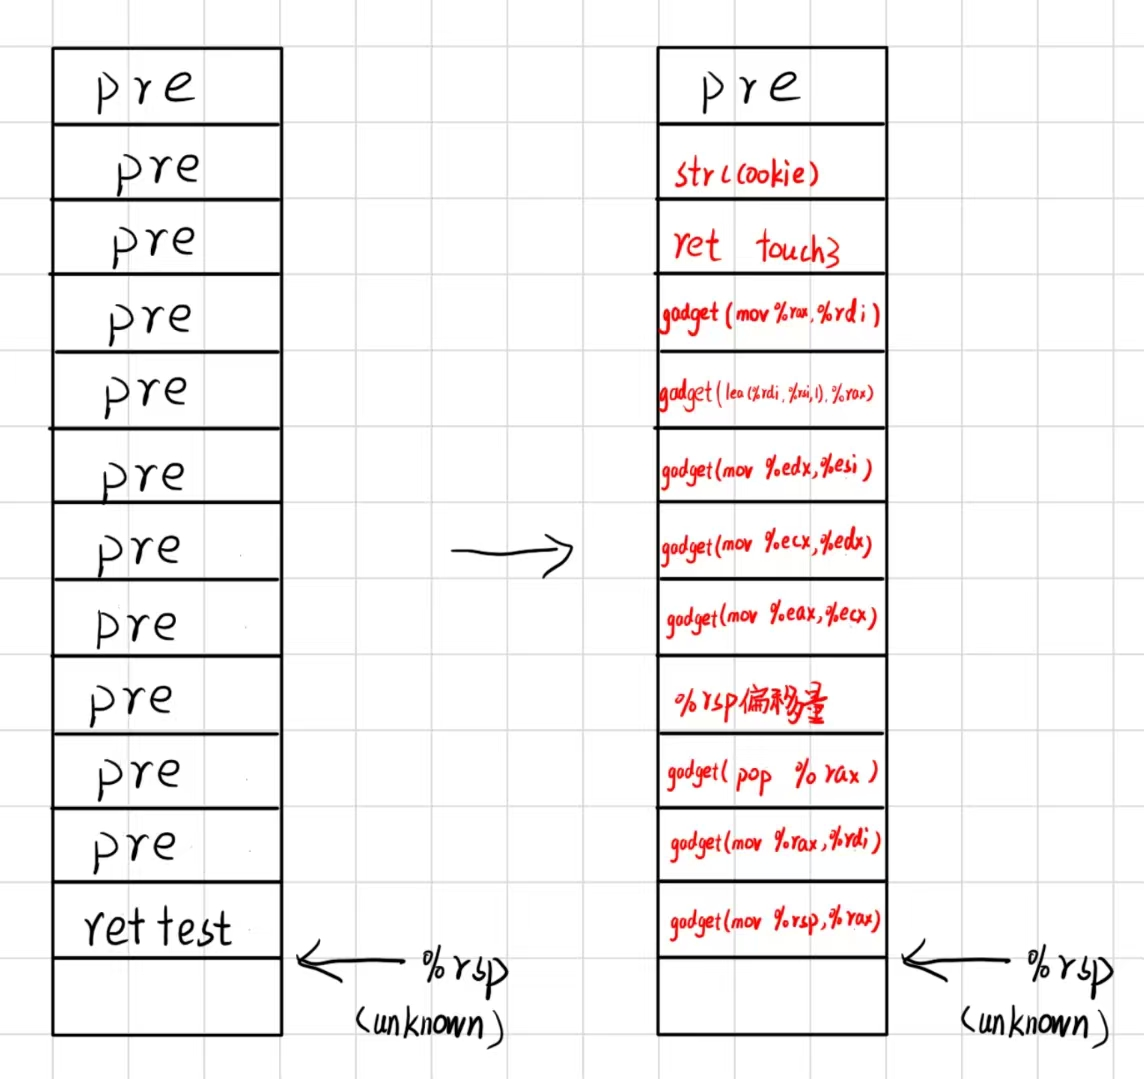 pre
pre
pre
pre
pre
pre
pre
pre
pre
pre
pre
ret test
%rsp
(unknown)
pre
str(cookie)
ret touch3
gadget(mov %rax,%rdi)
gadget(lea(%rdi,%rsi,1),%rax)
gadget(mov %edx,%esi)
gadget(mov %ecx,%edx)
gadget(mov %eax,%ecx)
%rsp偏移量
gadget(pop %rax)
gadget(mov %rax,%rdi)
gadget(mov %rsp,%rax)
%rsp
(unknown)